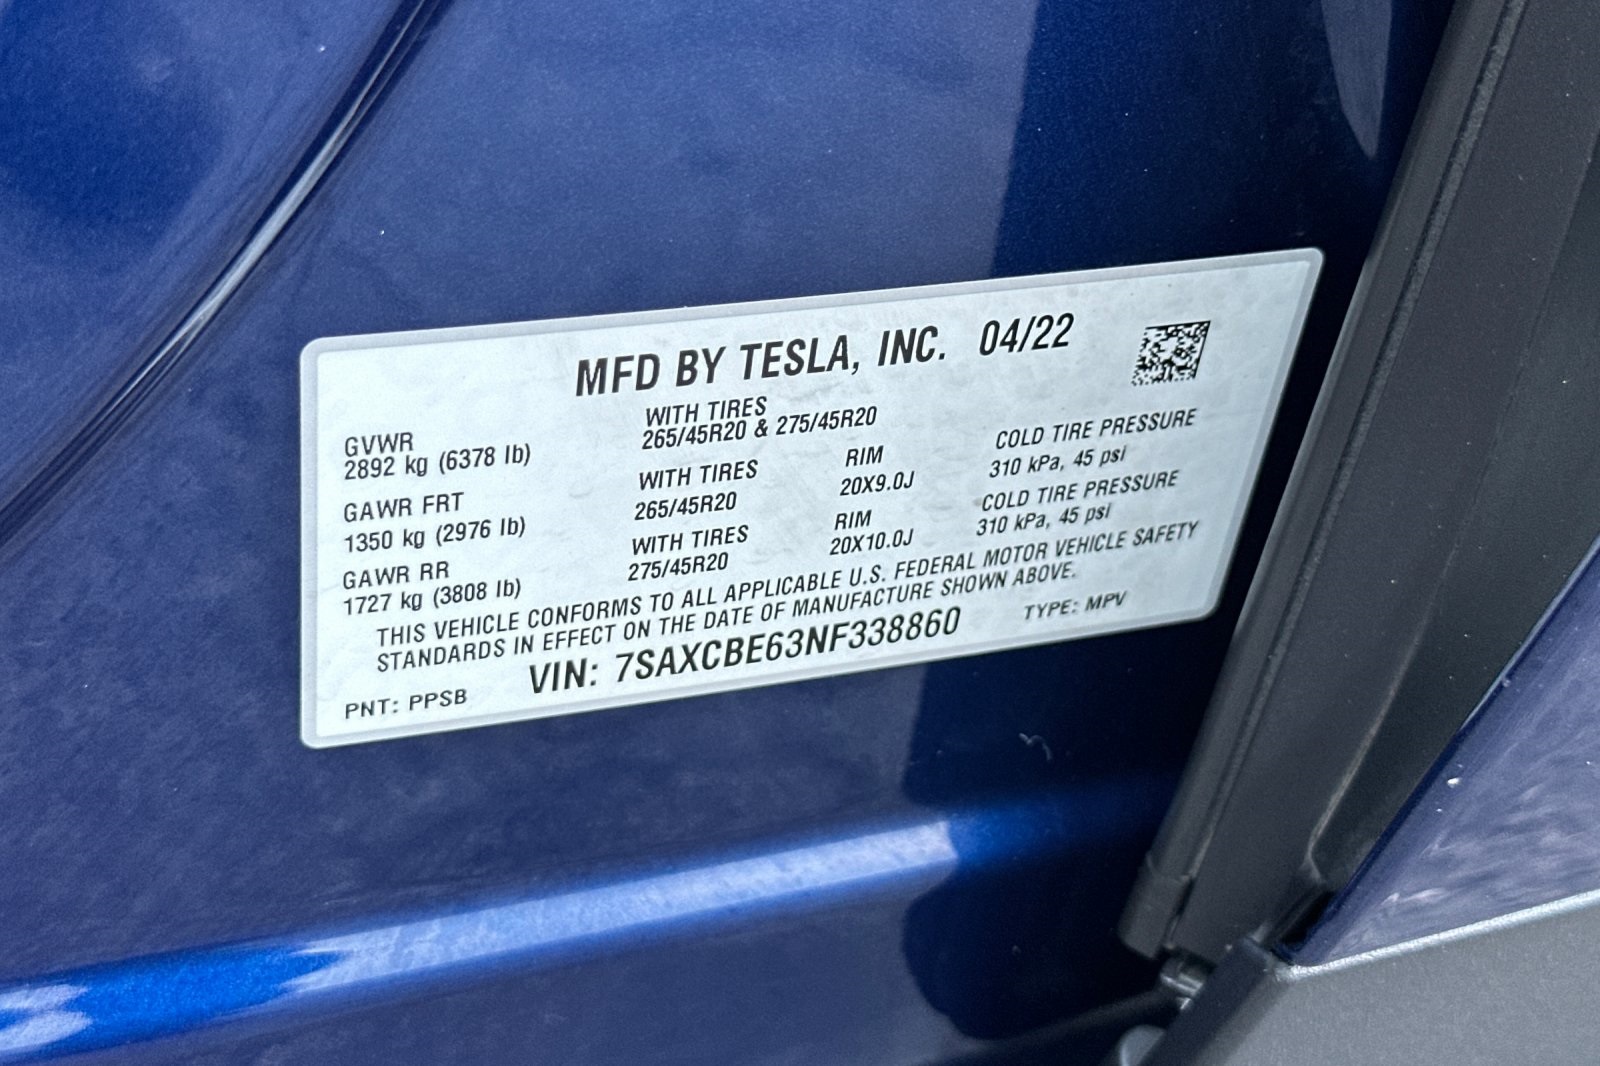 MFD BY TESLA, INC. 04/22
GVWR
2892 kg (6378 lb)
WITH TIRES
265/45R20 & 275/45R20
GAWR FRT
1350 kg (2976 lb)
WITH TIRES
265/45R20
RIM
20X9.0J
COLD TIRE PRESSURE
310 kPa, 45 psi
GAWR RR
1727 kg (3808 lb)
WITH TIRES
275/45R20
RIM
20X10.0J
COLD TIRE PRESSURE
310 kPa, 45 psi
THIS VEHICLE CONFORMS TO ALL APPLICABLE U.S. FEDERAL MOTOR VEHICLE SAFETY
STANDARDS IN EFFECT ON THE DATE OF MANUFACTURE SHOWN ABOVE.
VIN: 7SAXCBE63NF338860
TYPE: MPV
PNT: PPSB